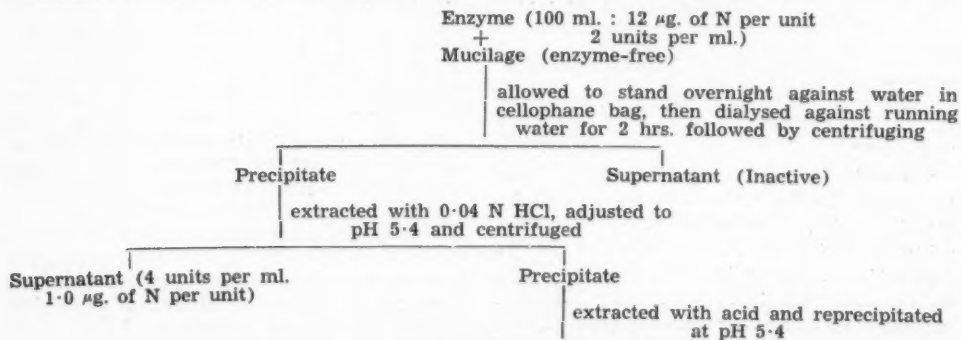 Enzyme (100 ml. : 12 µg. of N per unit
+ 2 units per ml.)
Mucilage (enzyme-free)
allowed to stand overnight against water in
cellophane bag, then dialysed against running
water for 2 hrs. followed by centrifuging
Precipitate Supernatant (Inactive)
extracted with 0·04 N HCl, adjusted to
pH 5·4 and centrifuged
Supernatant (4 units per ml.
1·0 µg. of N per unit)
Precipitate
extracted with acid and reprecipitated
at pH 5·4